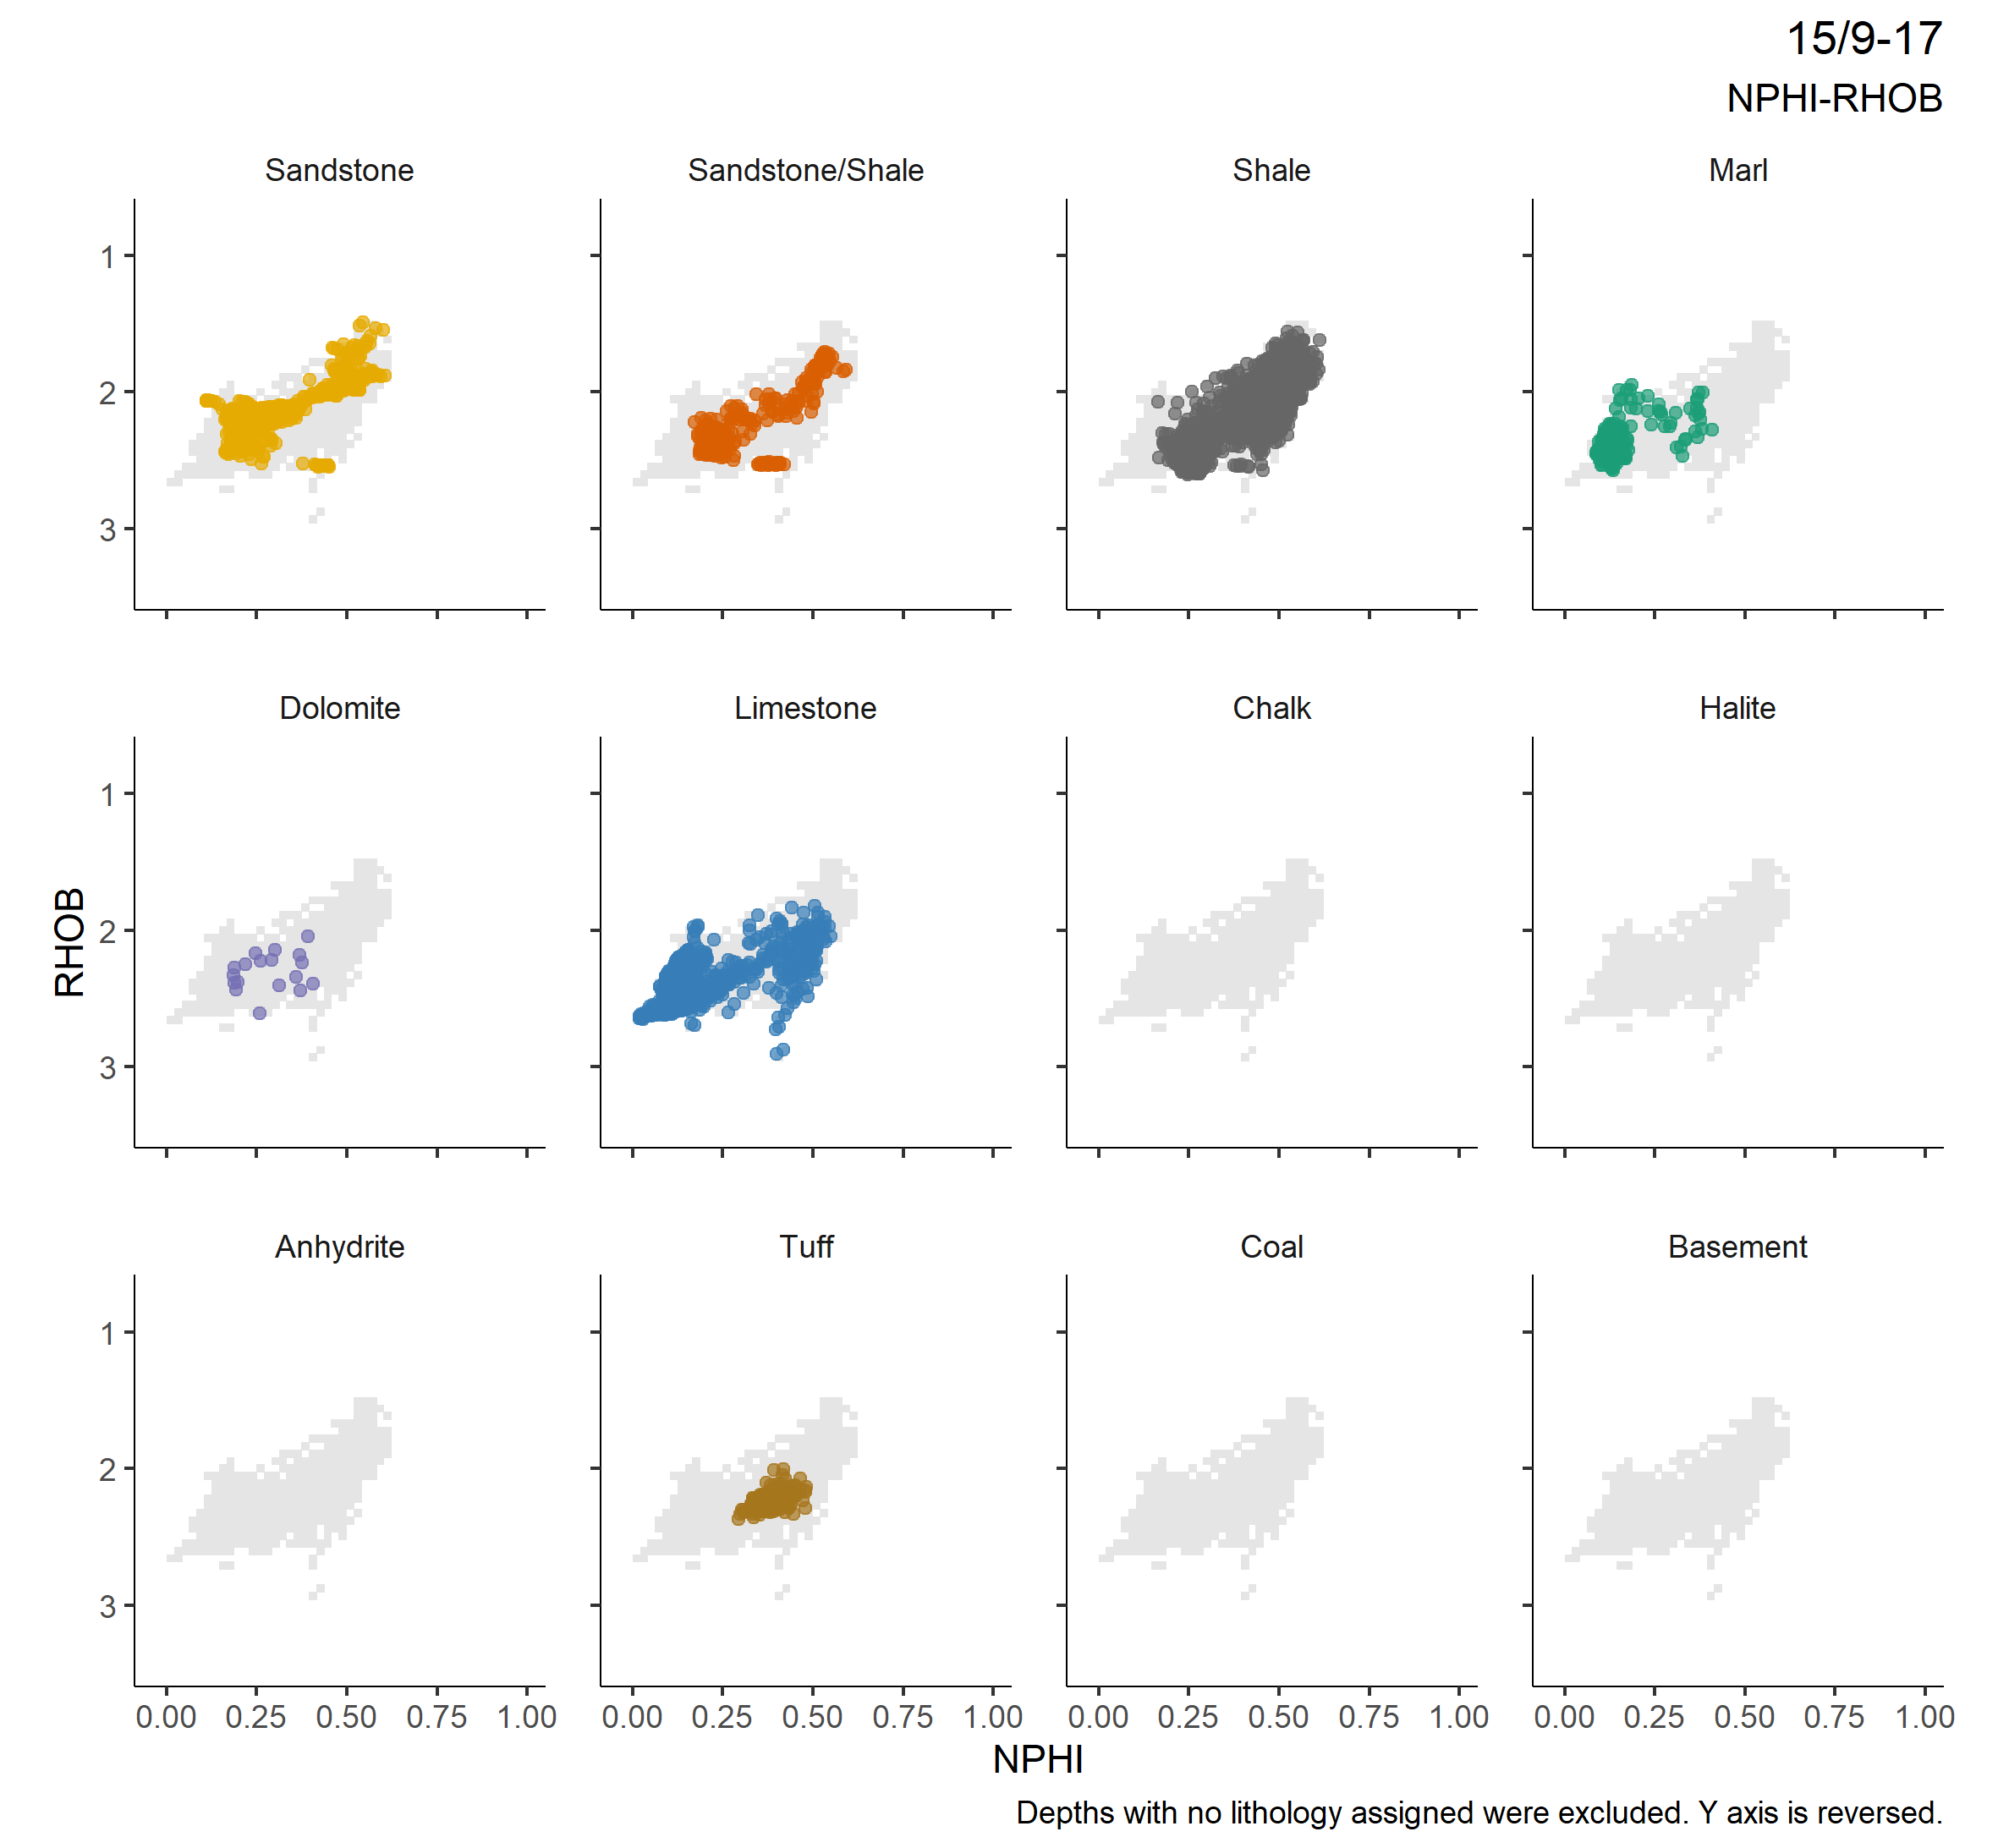 15/9-17
NPHI-RHOB
Sandstone Sandstone/Shale Shale Marl
1
2
3
Dolomite Limestone Chalk Halite
1
2
3
RHOB
Anhydrite Tuff Coal Basement
1
2
3
0.00 0.25 0.50 0.75 1.00 0.00 0.25 0.50 0.75 1.00 0.00 0.25 0.50 0.75 1.00 0.00 0.25 0.50 0.75 1.00
NPHI
Depths with no lithology assigned were excluded. Y axis is reversed.